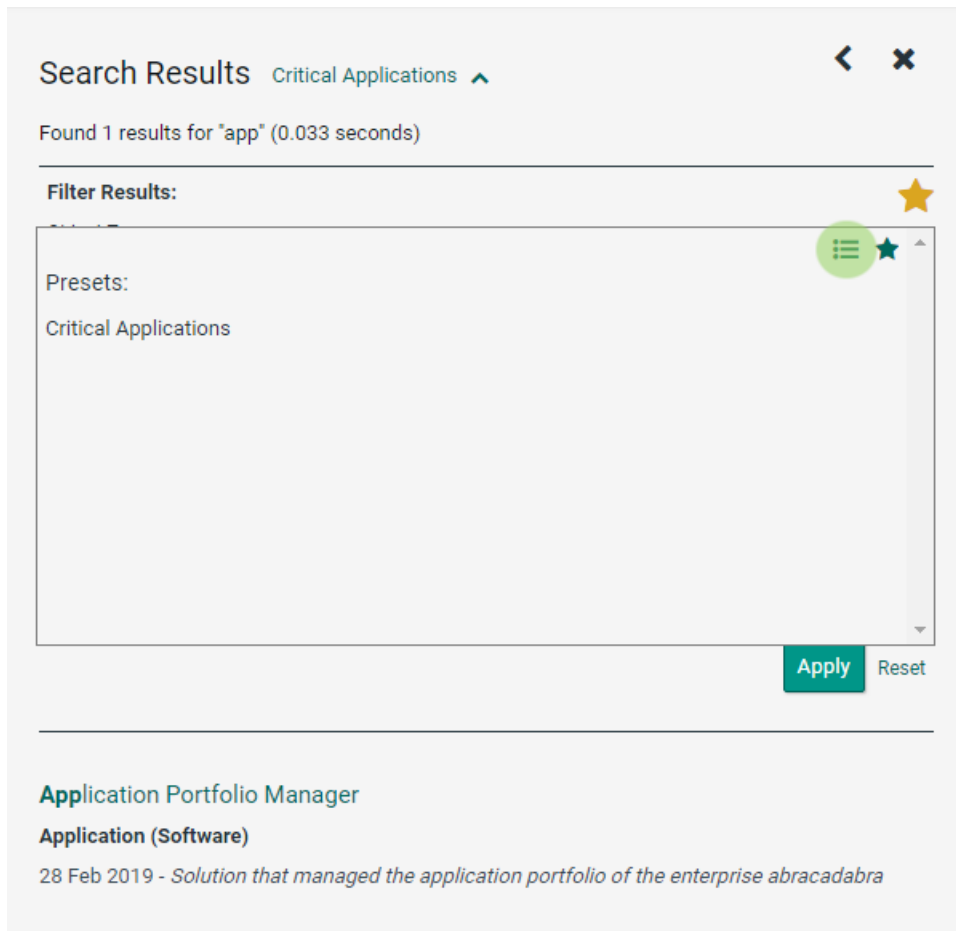 Search Results Critical Applications
Found 1 results for "app" (0.033 seconds)
Filter Results:
Presets:
Critical Applications
Apply Reset
Application Portfolio Manager
Application (Software)
28 Feb 2019 - Solution that managed the application portfolio of the enterprise abracadabra